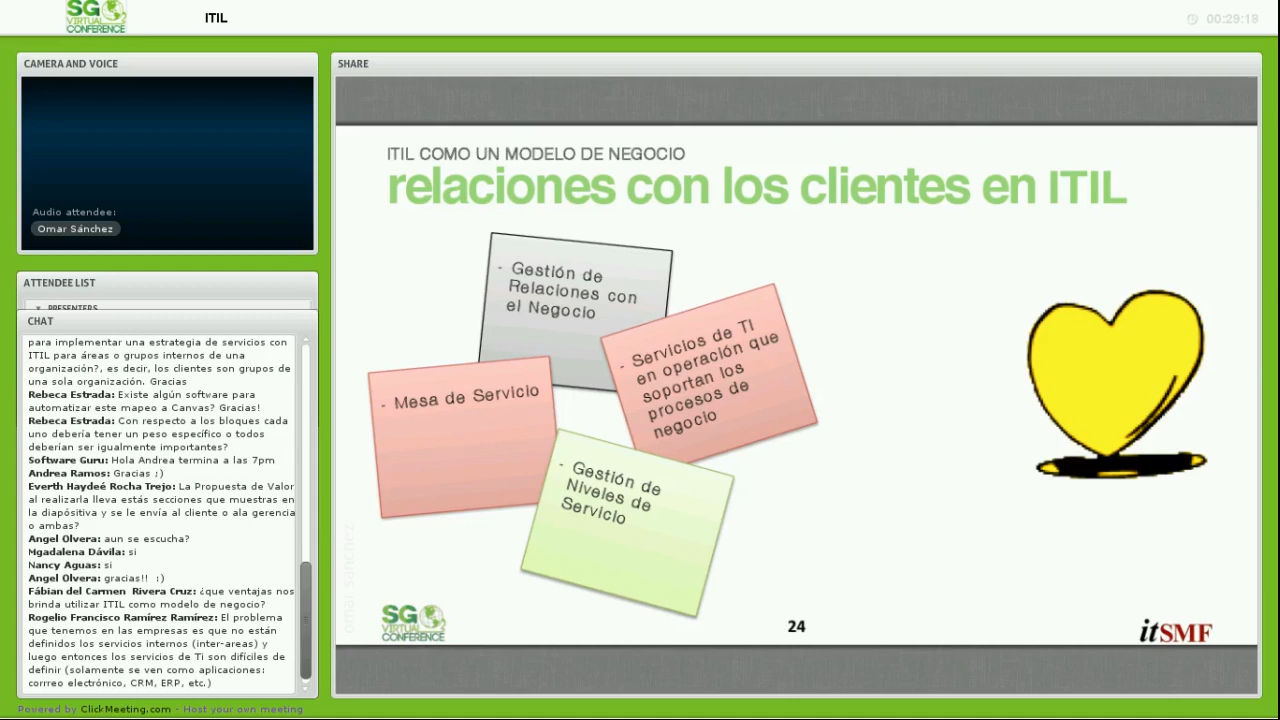 SG
VIRTUAL
CONFERENCE
ITIL
00:29:18
CAMERA AND VOICE
Audio attendee:
Omar Sánchez
ATTENDEE LIST
PRESENTERS
CHAT
para implementar una estrategia de servicios con
ITIL para áreas o grupos internos de una
organización?, es decir, los clientes son grupos de
una sola organización. Gracias
Rebeca Estrada: Existe algún software para
automatizar este mapeo a Canvas? Gracias!
Rebeca Estrada: Con respecto a los bloques cada
uno debería tener un peso específico o todos
deberían ser igualmente importantes?
Software Guru: Hola Andrea termina a las 7pm
Andrea Ramos: Gracias ;)
Everth Haydeé Rocha Trejo: La Propuesta de Valor
al realizarla lleva estás secciones que muestras en
la diapósitiva y se le envía al cliente o ala gerencia
o ambas?
Angel Olvera: aun se escucha?
Mgadalena Dávila: si
Nancy Aguas: si
Angel Olvera: gracias!! :)
Fábian del Carmen Rivera Cruz: ¿que ventajas nos
brinda utilizar ITIL como modelo de negocio?
Rogelio Francisco Ramírez Ramírez: El problema
que tenemos en las empresas es que no están
definidos los servicios internos (inter-areas) y
luego entonces los servicios de Ti son difíciles de
definir (solamente se ven como aplicaciones:
corrreo electrónico, CRM, ERP, etc.)
Powered by ClickMeeting.com - Host your own meeting
SHARE
ITIL COMO UN MODELO DE NEGOCIO
relaciones con los clientes en ITIL
- Gestión de
Relaciones con
el Negocio
- Servicios de TI
en operación que
soportan los
procesos de
negocio
- Mesa de Servicio
- Gestión de
Niveles de
Servicio
omar sánchez
SG
VIRTUAL
CONFERENCE
24
itSMF